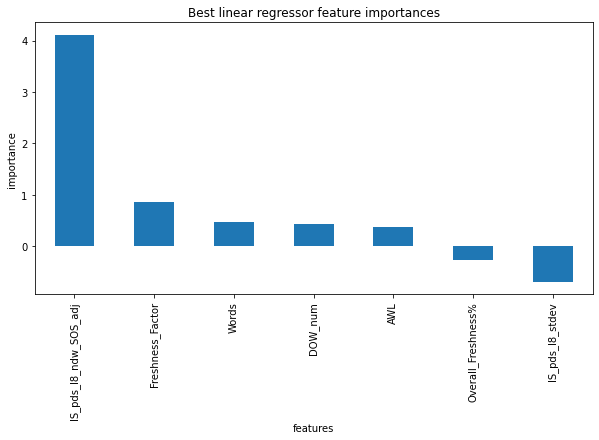 Best linear regressor feature importances
importance
4
3
2
1
0
IS_pds_l8_ndw_SOS_adj
Freshness_Factor
Words
DOW_num
AWL
Overall_Freshness%
IS_pds_l8_stdev
features